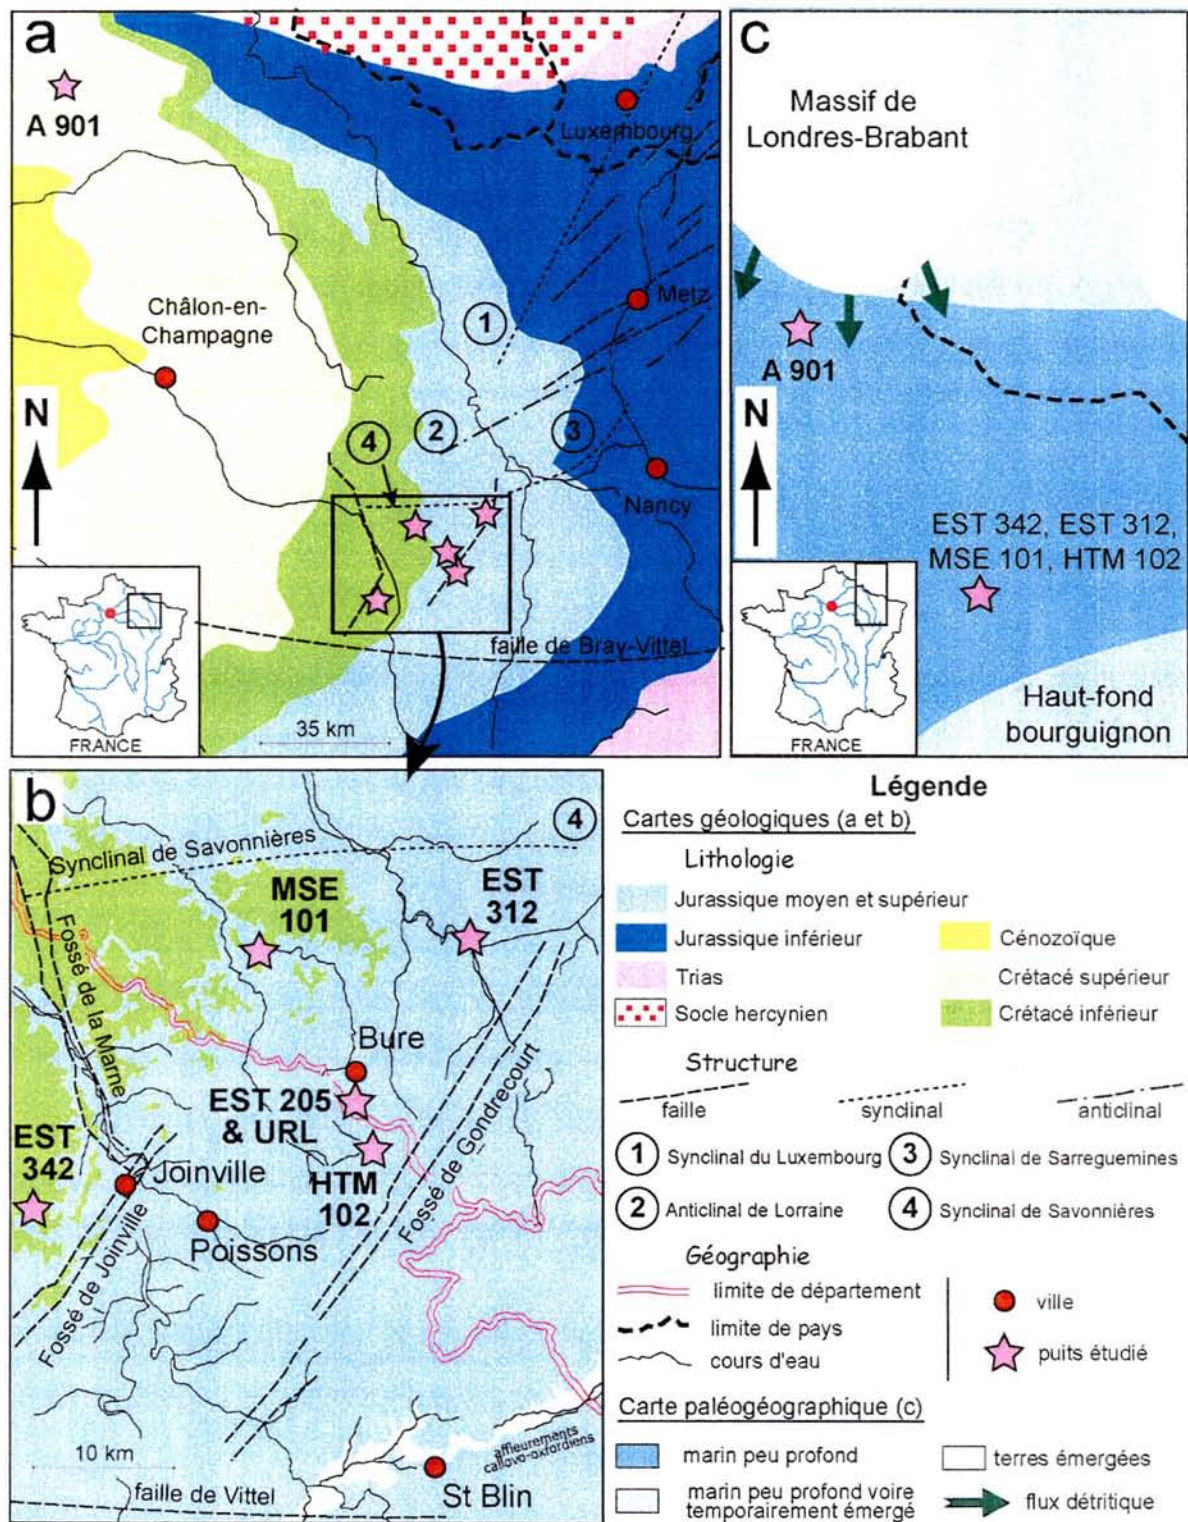 a
A 901
Luxembourg
Metz
Châlon-en-
Champagne
1
2
3
4
N
Nancy
faille de Bray-Vittel
35 km
FRANCE
c
Massif de
Londres-Brabant
A 901
N
EST 342, EST 312,
MSE 101, HTM 102
Haut-fond
bourguignon
FRANCE
b
4
Synclinal de Savonnières
MSE
101
EST
312
Fossé de la Marne
Bure
EST 205
& URL
HTM
102
Fossé de Gondrecourt
EST
342
Joinville
Poissons
Fossé de Joinville
10 km
faille de Vittel
St Blin
affleurements
callovo-oxfordiens
Légende
Cartes géologiques (a et b)
Lithologie
Jurassique moyen et supérieur
Jurassique inférieur
Cénozoïque
Trias
Crétacé supérieur
Socle hercynien
Crétacé inférieur
Structure
faille
synclinal
anticlinal
1 Synclinal du Luxembourg
3 Synclinal de Sarreguemines
2 Anticlinal de Lorraine
4 Synclinal de Savonnières
Géographie
limite de département
ville
limite de pays
puits étudié
cours d'eau
Carte paléogéographique (c)
marin peu profond
terres émergées
marin peu profond voire
temporairement émergé
flux détritique